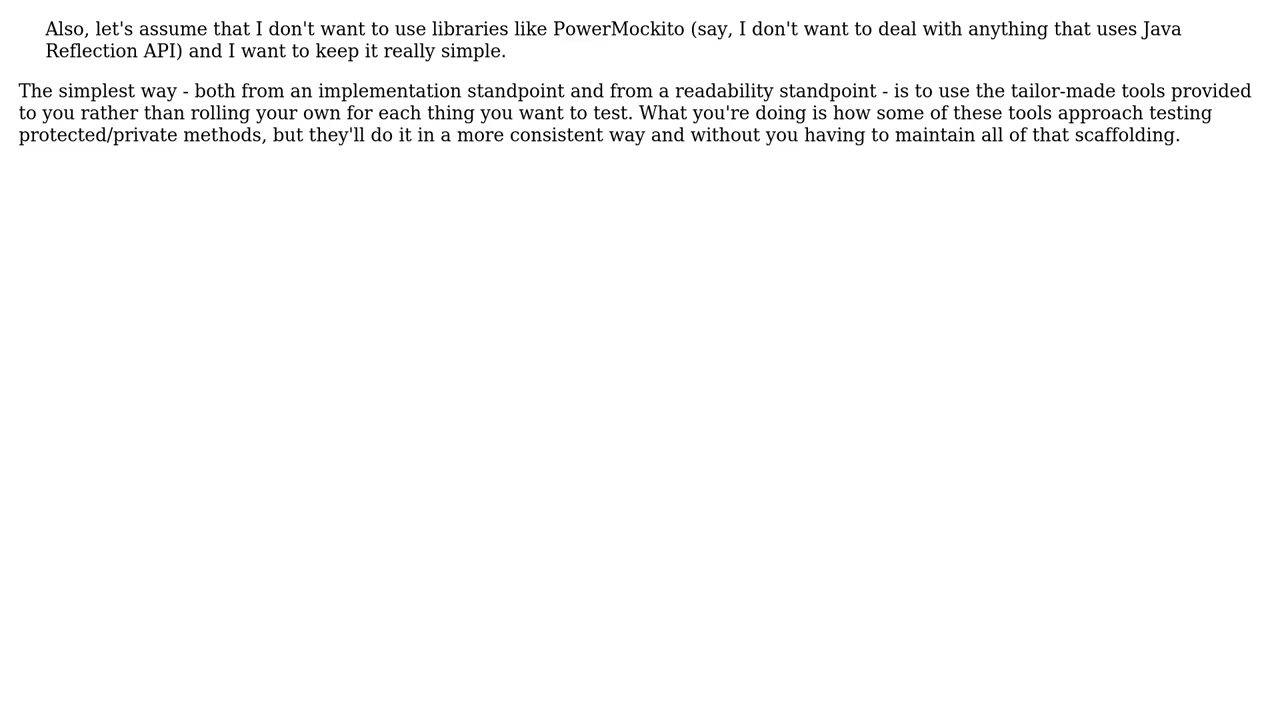 Also, let's assume that I don't want to use libraries like PowerMockito (say, I don't want to deal with anything that uses Java
Reflection API) and I want to keep it really simple.
The simplest way - both from an implementation standpoint and from a readability standpoint - is to use the tailor-made tools provided
to you rather than rolling your own for each thing you want to test. What you're doing is how some of these tools approach testing
protected/private methods, but they'll do it in a more consistent way and without you having to maintain all of that scaffolding.